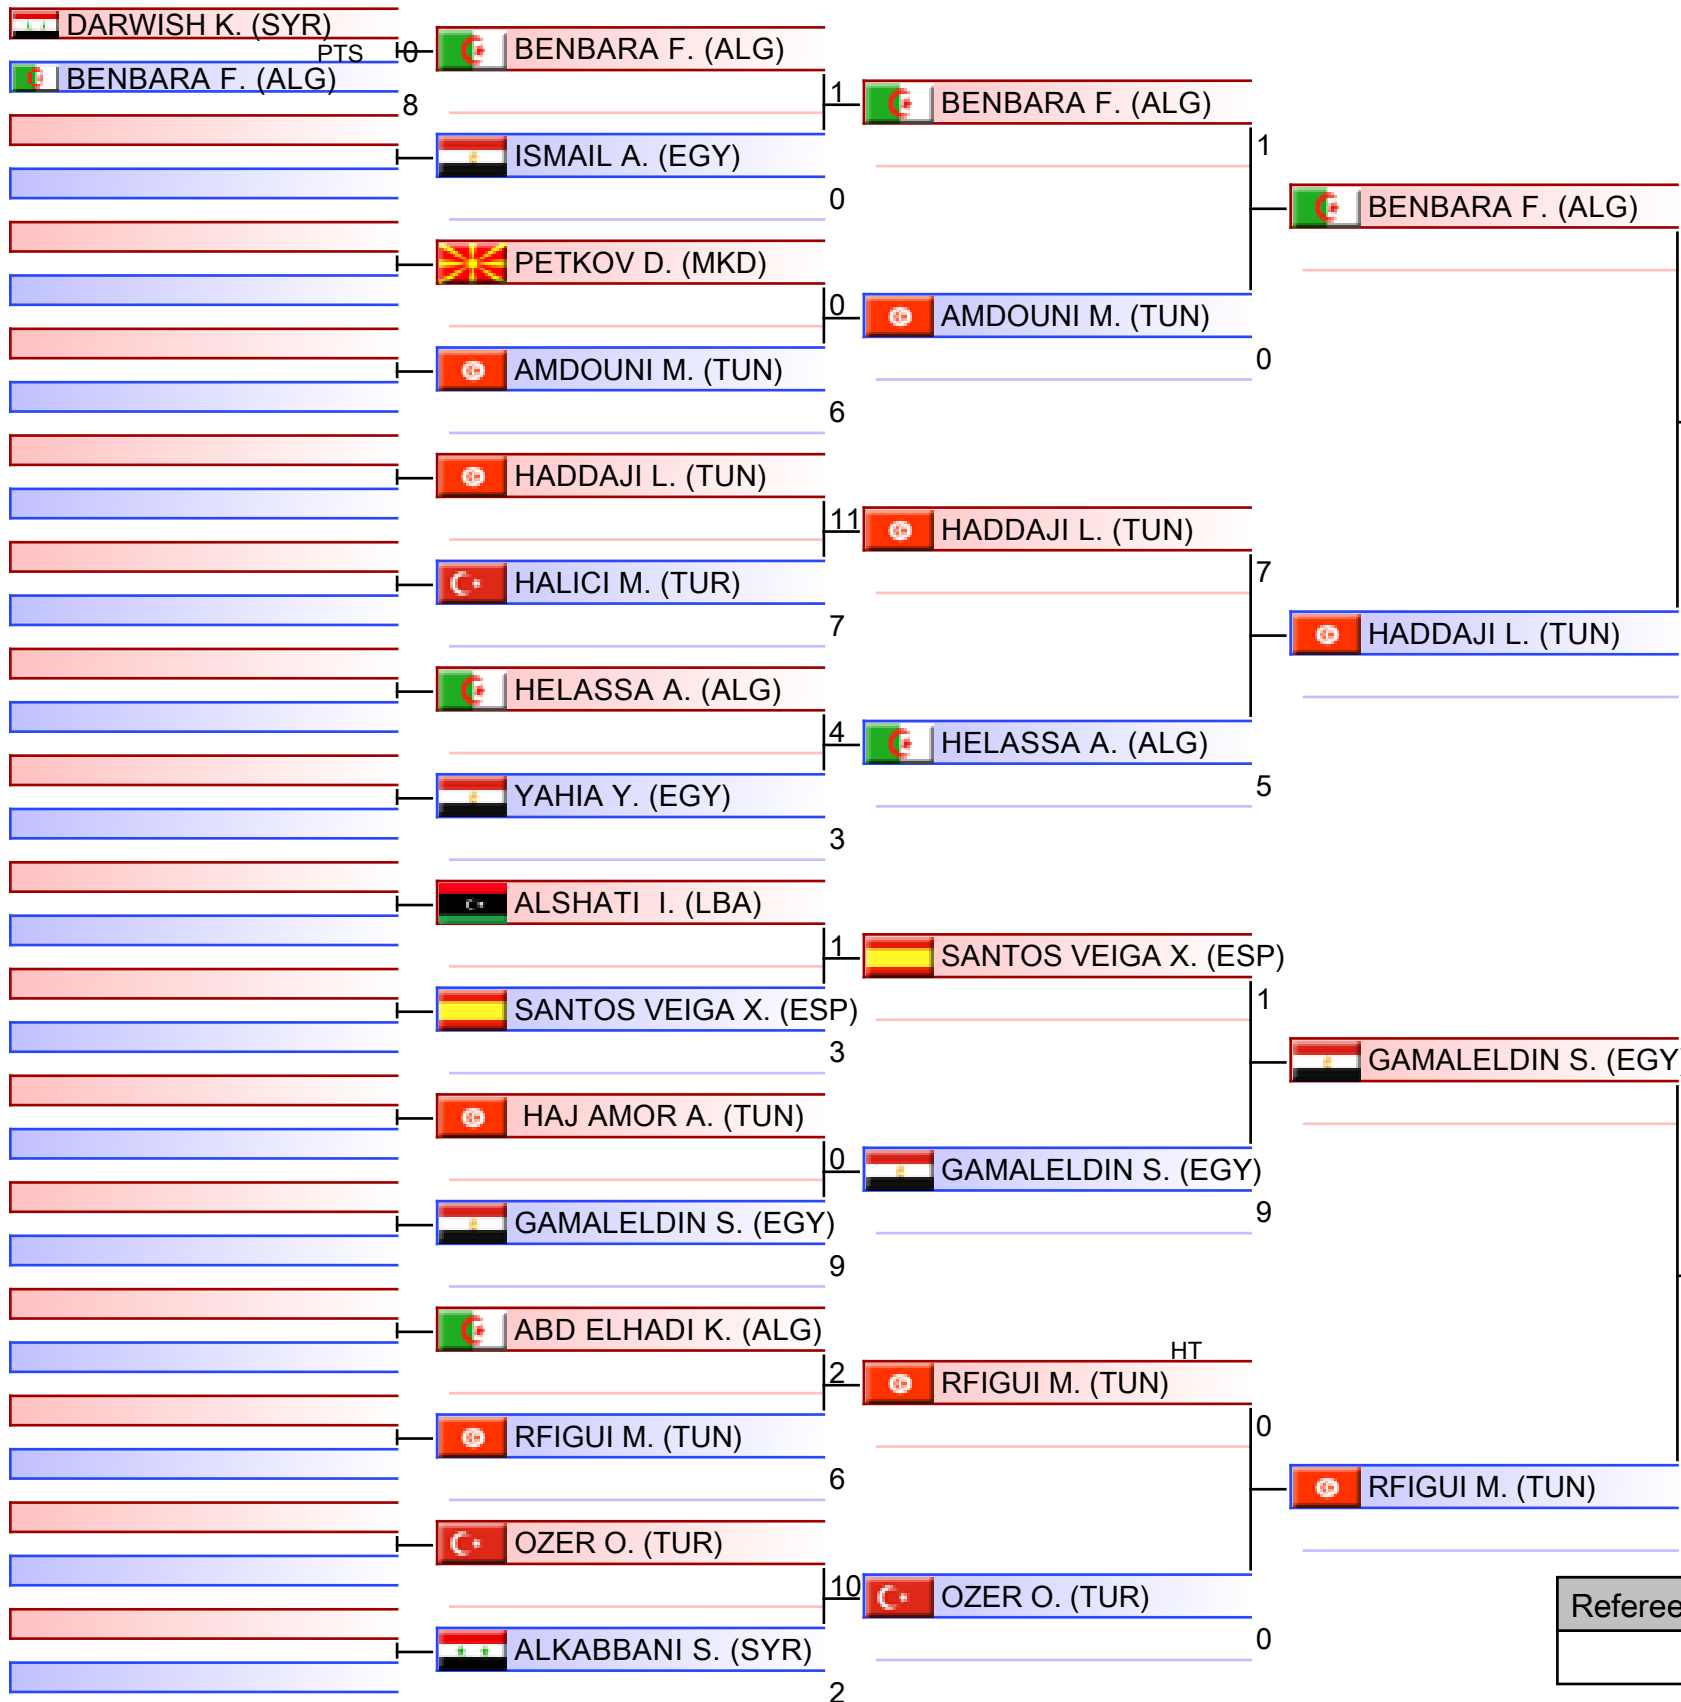 DARWISH K. (SYR)
PTS
0
BENBARA F. (ALG)
8
BENBARA F. (ALG)
1
ISMAIL A. (EGY)
0
PETKOV D. (MKD)
0
AMDOUNI M. (TUN)
6
HADDAJI L. (TUN)
11
HALICI M. (TUR)
7
HELASSA A. (ALG)
4
YAHIA Y. (EGY)
3
ALSHATI  I. (LBA)
1
SANTOS VEIGA X. (ESP)
3
HAJ AMOR A. (TUN)
0
GAMALELDIN S. (EGY)
9
ABD ELHADI K. (ALG)
2
RFIGUI M. (TUN)
6
OZER O. (TUR)
10
ALKABBANI S. (SYR)
2
BENBARA F. (ALG)
1
AMDOUNI M. (TUN)
0
HADDAJI L. (TUN)
7
HELASSA A. (ALG)
5
SANTOS VEIGA X. (ESP)
1
GAMALELDIN S. (EGY)
9
HT
RFIGUI M. (TUN)
0
OZER O. (TUR)
0
BENBARA F. (ALG)
HADDAJI L. (TUN)
GAMALELDIN S. (EGY)
RFIGUI M. (TUN)
Referee